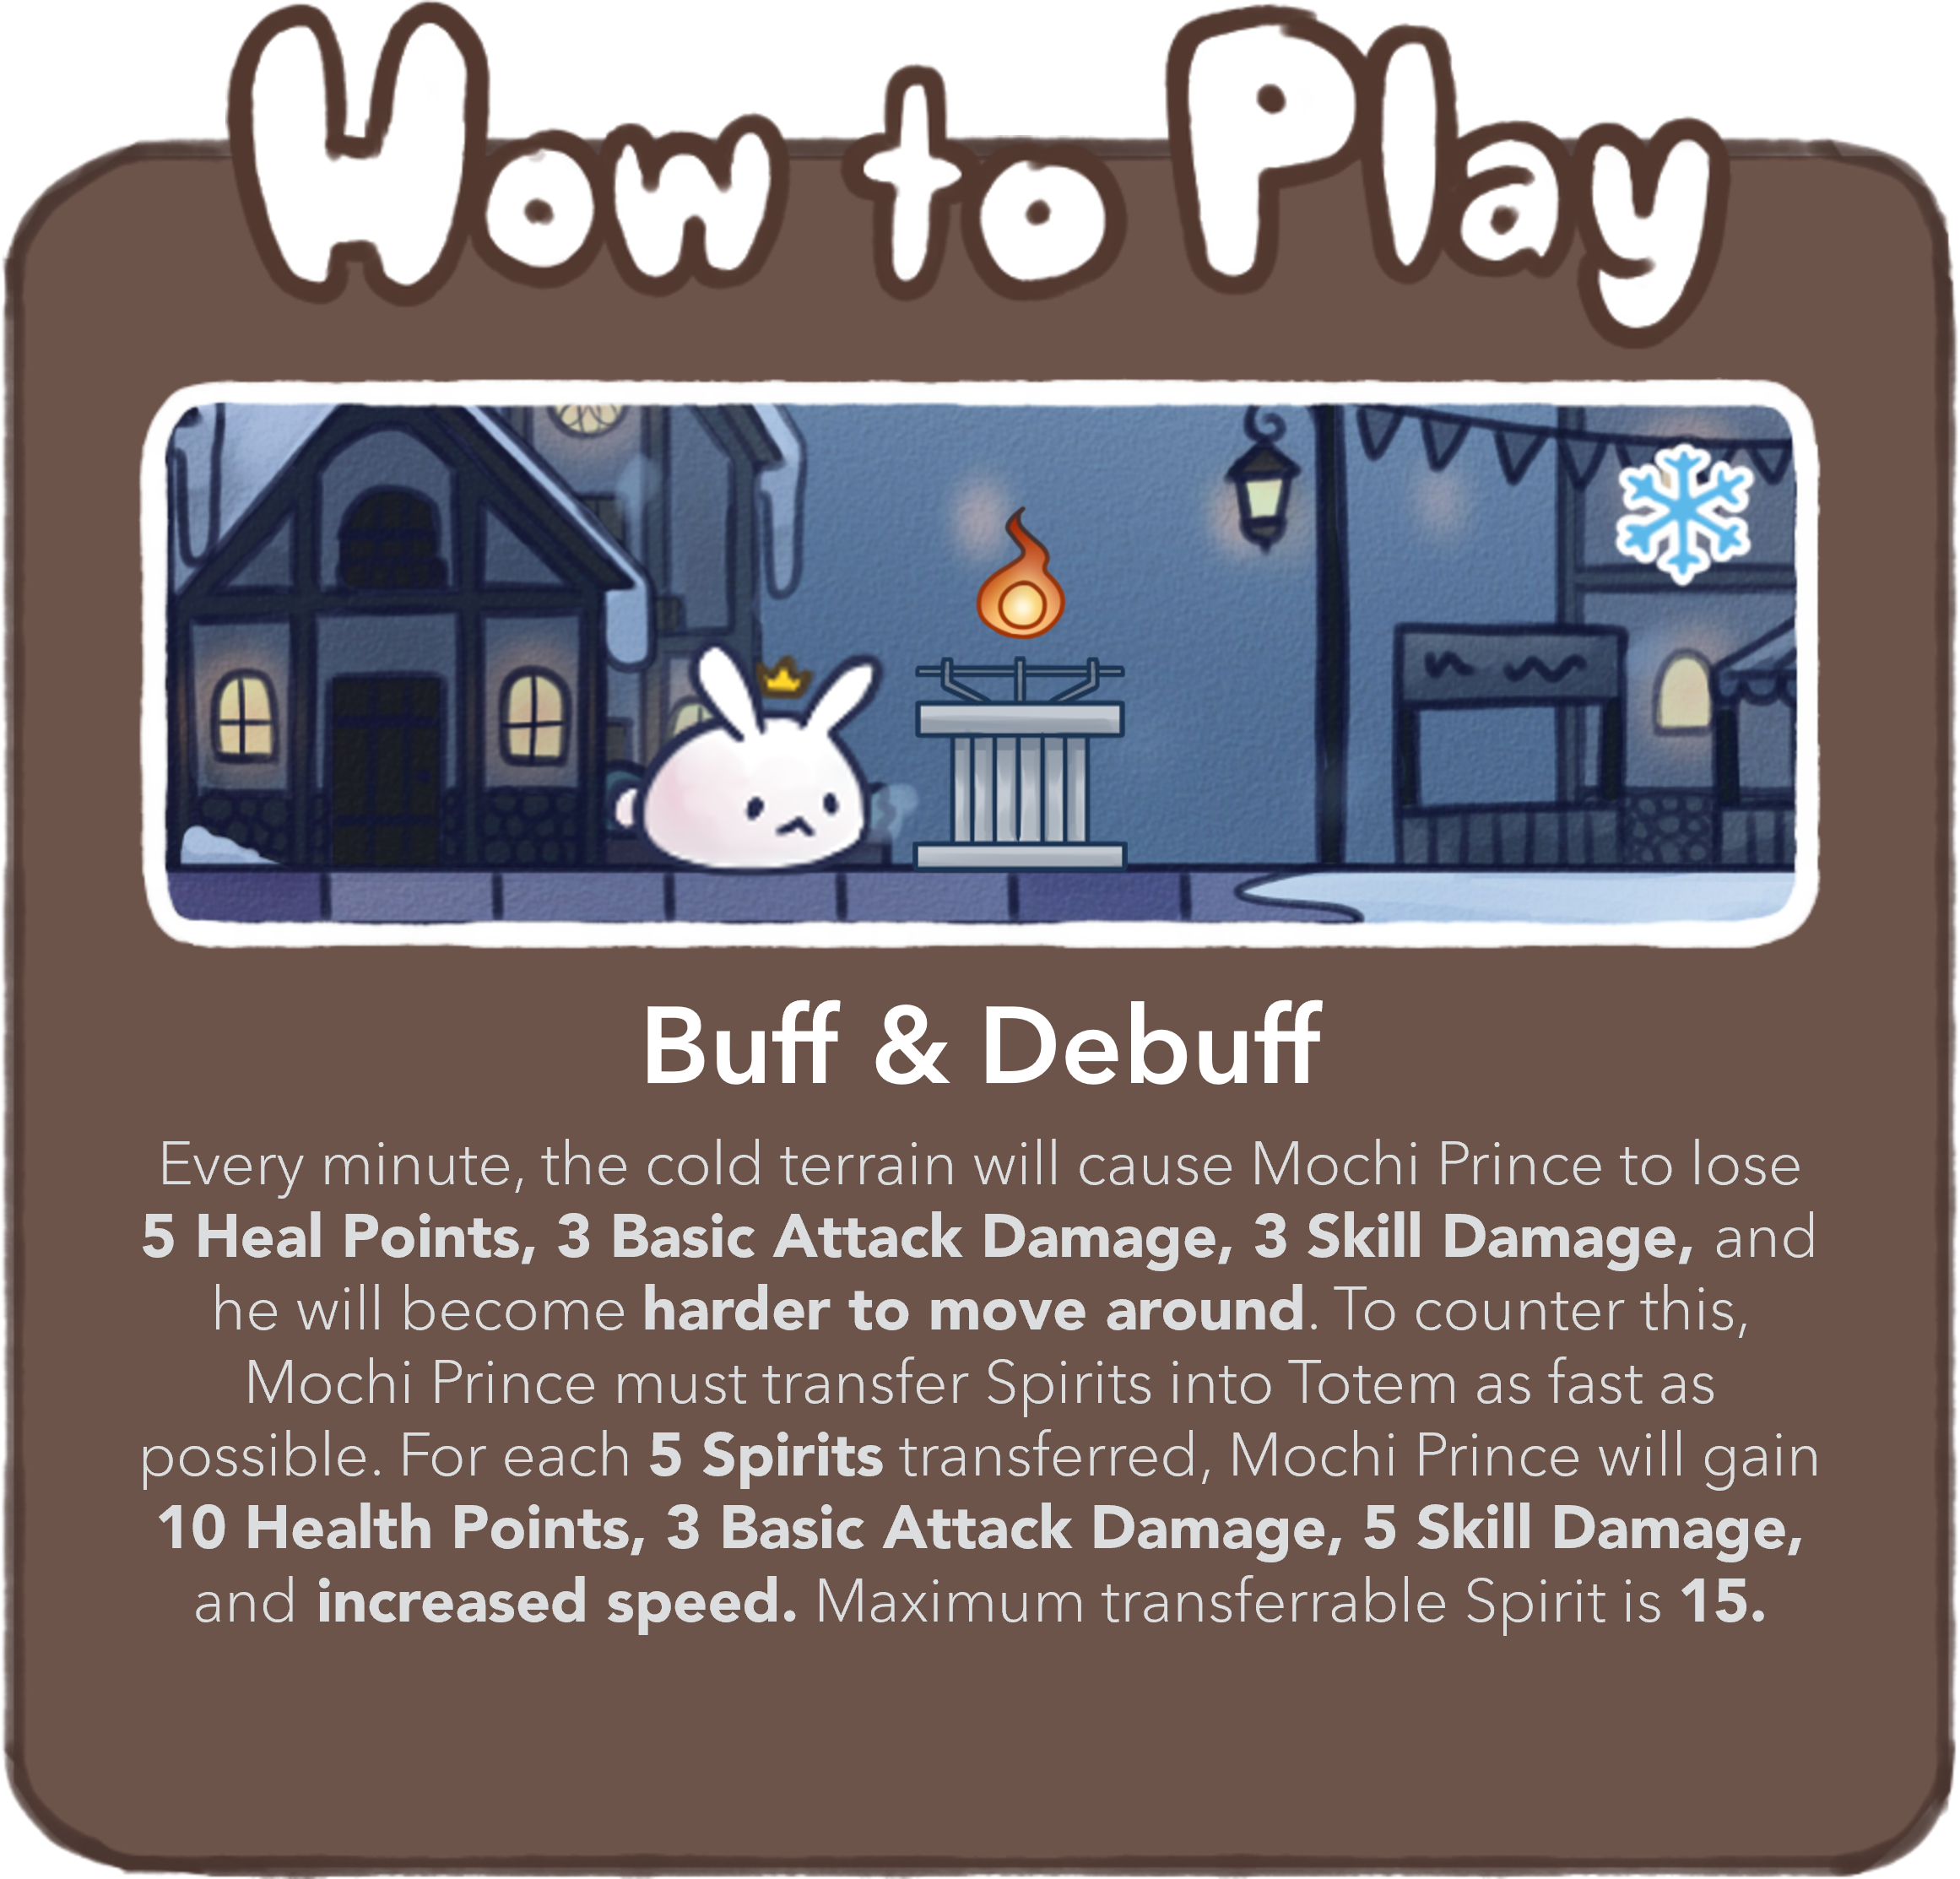 How to Play
Buff & Debuff
Every minute, the cold terrain will cause Mochi Prince to lose
5 Heal Points, 3 Basic Attack Damage, 3 Skill Damage, and
he will become harder to move around. To counter this,
Mochi Prince must transfer Spirits into Totem as fast as
possible. For each 5 Spirits transferred, Mochi Prince will gain
10 Health Points, 3 Basic Attack Damage, 5 Skill Damage,
and increased speed. Maximum transferrable Spirit is 15.